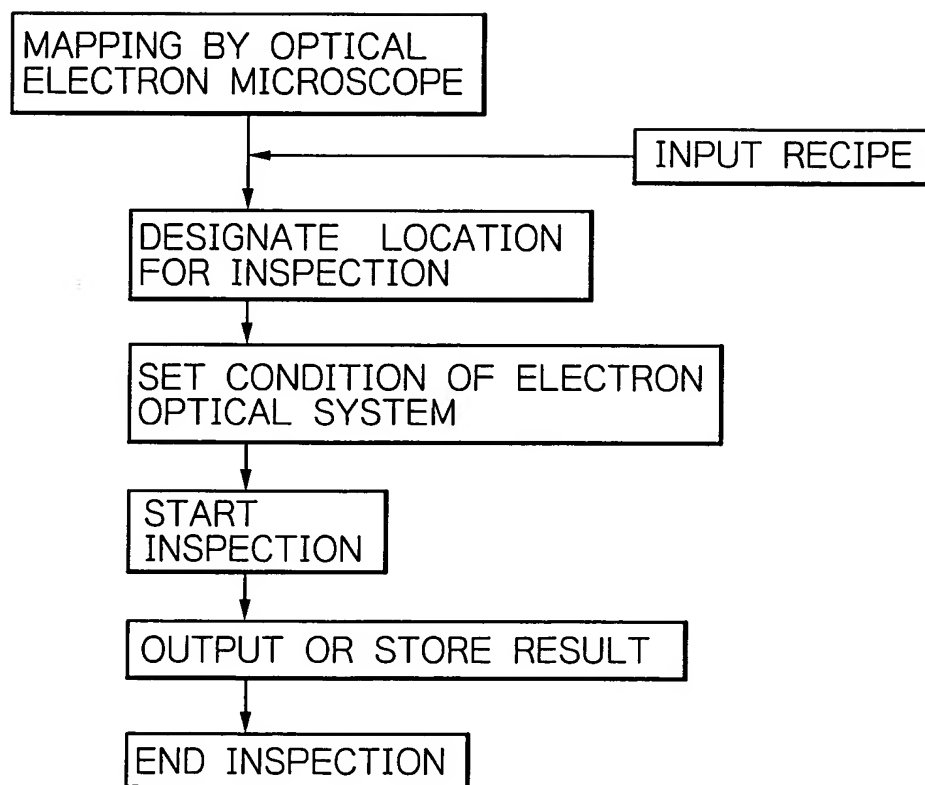 MAPPING BY OPTICAL
ELECTRON MICROSCOPE
INPUT RECIPE
DESIGNATE LOCATION
FOR INSPECTION
SET CONDITION OF ELECTRON
OPTICAL SYSTEM
START
INSPECTION
OUTPUT OR STORE RESULT
END INSPECTION